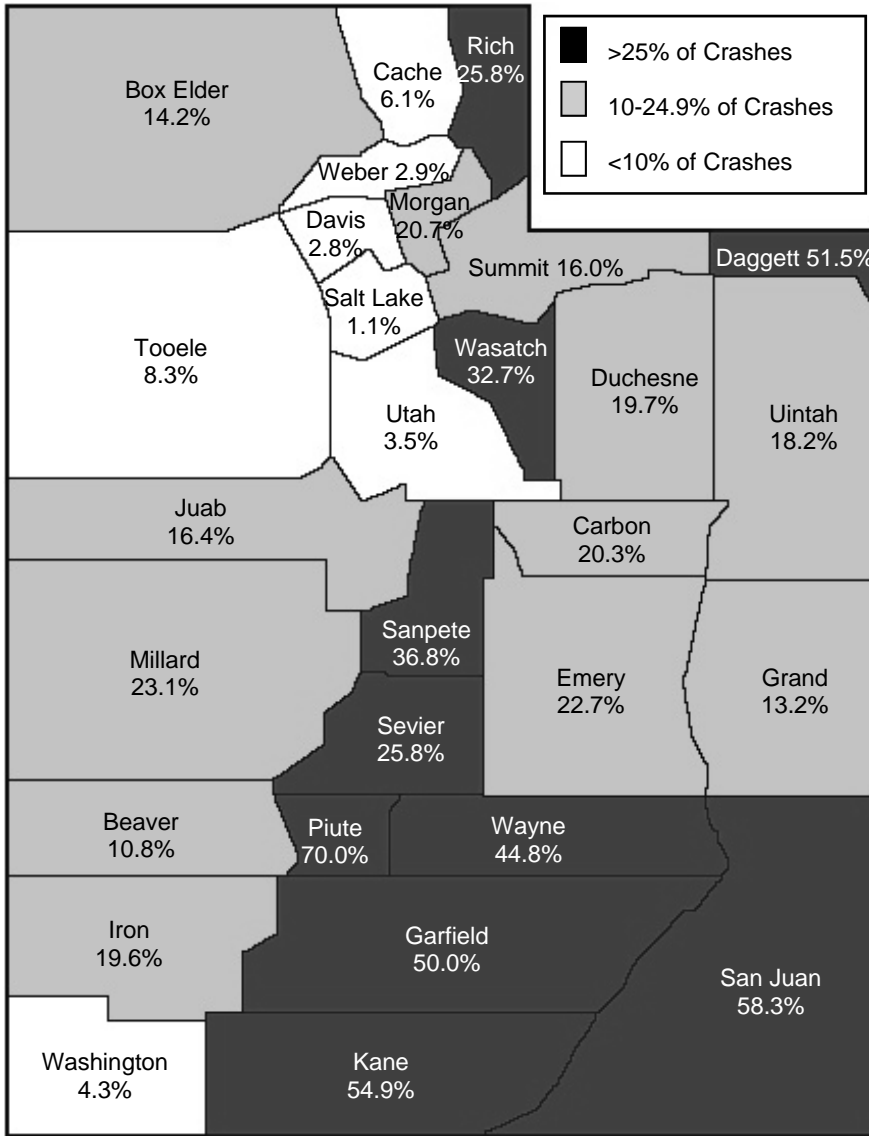 Rich
25.8%
>25% of Crashes
10-24.9% of Crashes
<10% of Crashes
Cache
6.1%
Box Elder
14.2%
Weber 2.9%
Morgan
20.7%
Davis
2.8%
Summit 16.0%
Daggett 51.5%
Salt Lake
1.1%
Tooele
8.3%
Wasatch
32.7%
Duchesne
19.7%
Uintah
18.2%
Utah
3.5%
Juab
16.4%
Carbon
20.3%
Sanpete
36.8%
Millard
23.1%
Emery
22.7%
Grand
13.2%
Sevier
25.8%
Beaver
10.8%
Piute
70.0%
Wayne
44.8%
Iron
19.6%
Garfield
50.0%
San Juan
58.3%
Washington
4.3%
Kane
54.9%